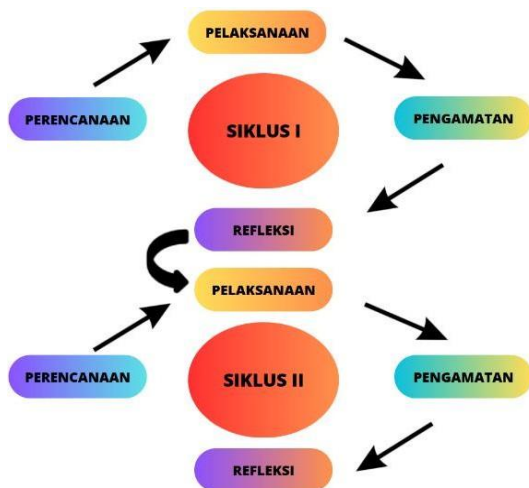 PELAKSANAAN
PERENCANAAN
SIKLUS I
PENGAMATAN
REFLEKSI
PELAKSANAAN
PERENCANAAN
SIKLUS II
PENGAMATAN
REFLEKSI